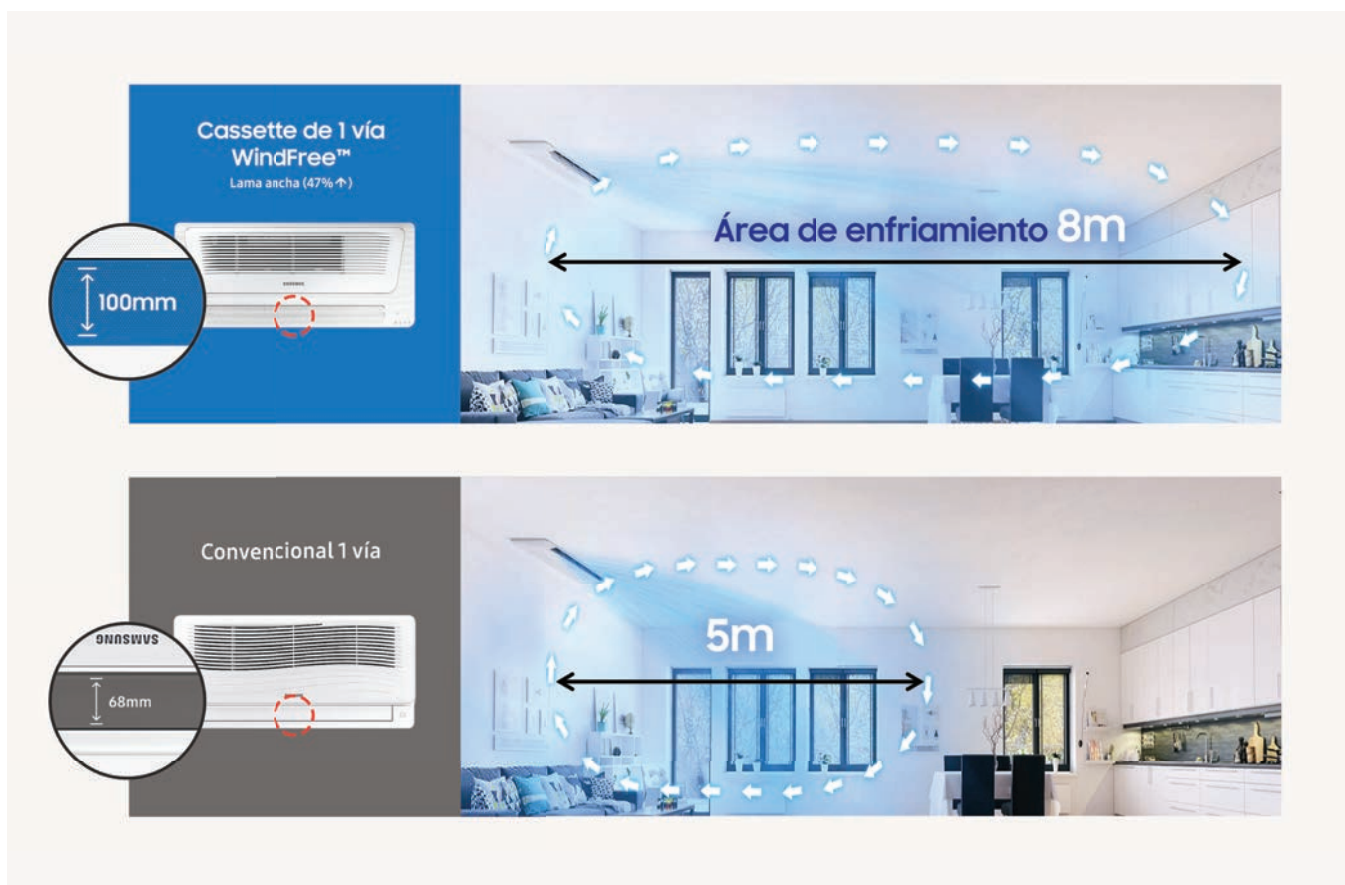 Cassette de 1 vía
WindFree™
Lama ancha (47%↑)
SAMSUNG
100mm
Área de enfriamiento 8m
Convencional 1 vía
SAMSUNG
68mm
5m